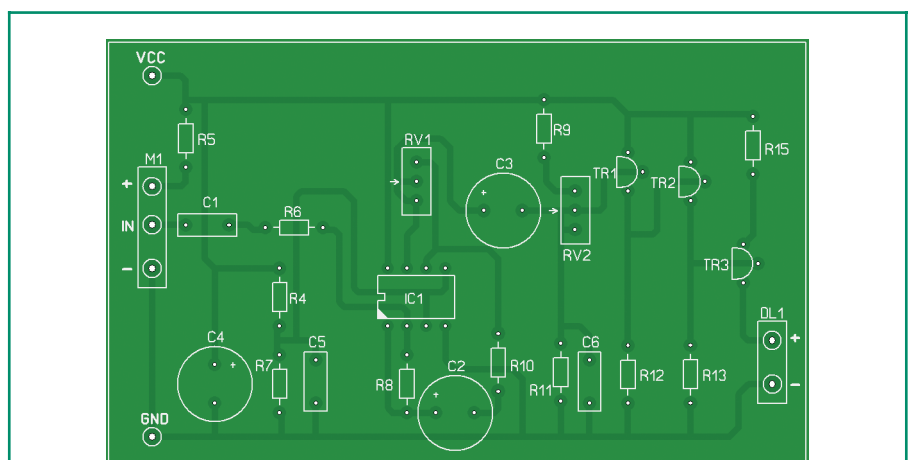 VCC
R5
M1
+
IN
−
C1
R6
RV1
C3
+
R9
RV2
TR1
TR2
R15
TR3
DL1
+
−
R4
IC1
C4
+
R7
C5
R8
C2
+
R10
R11
C6
R12
R13
GND